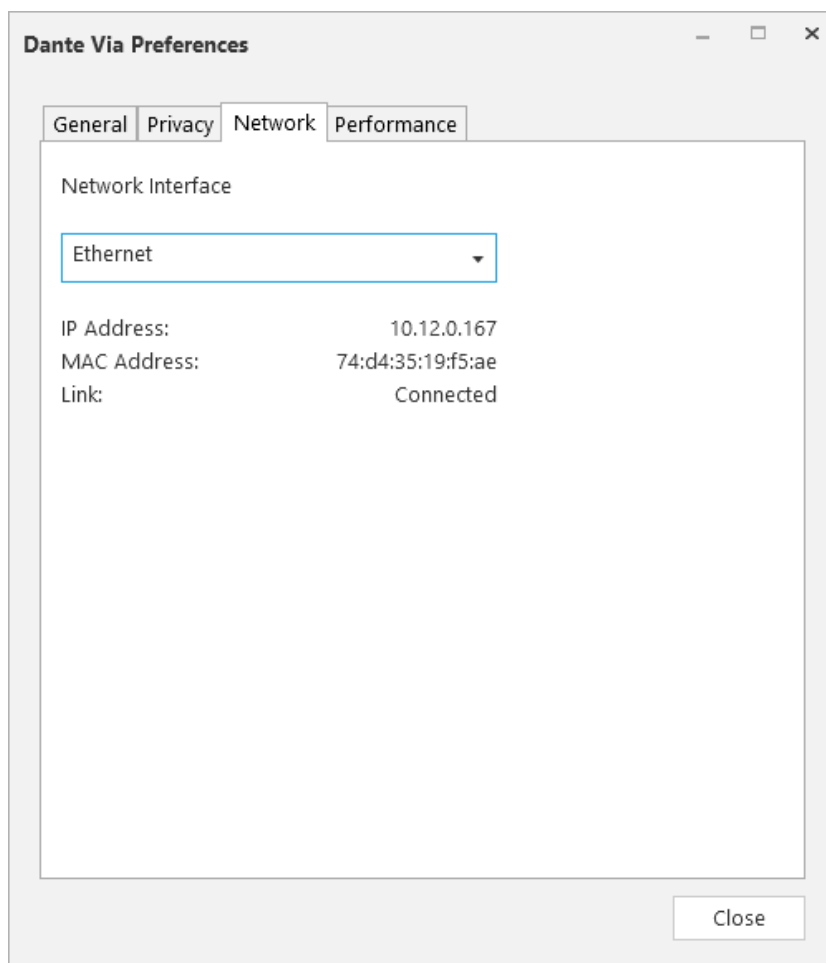 Dante Via Preferences
General Privacy Network Performance
Network Interface
Ethernet
IP Address: 10.12.0.167
MAC Address: 74:d4:35:19:f5:ae
Link: Connected
Close